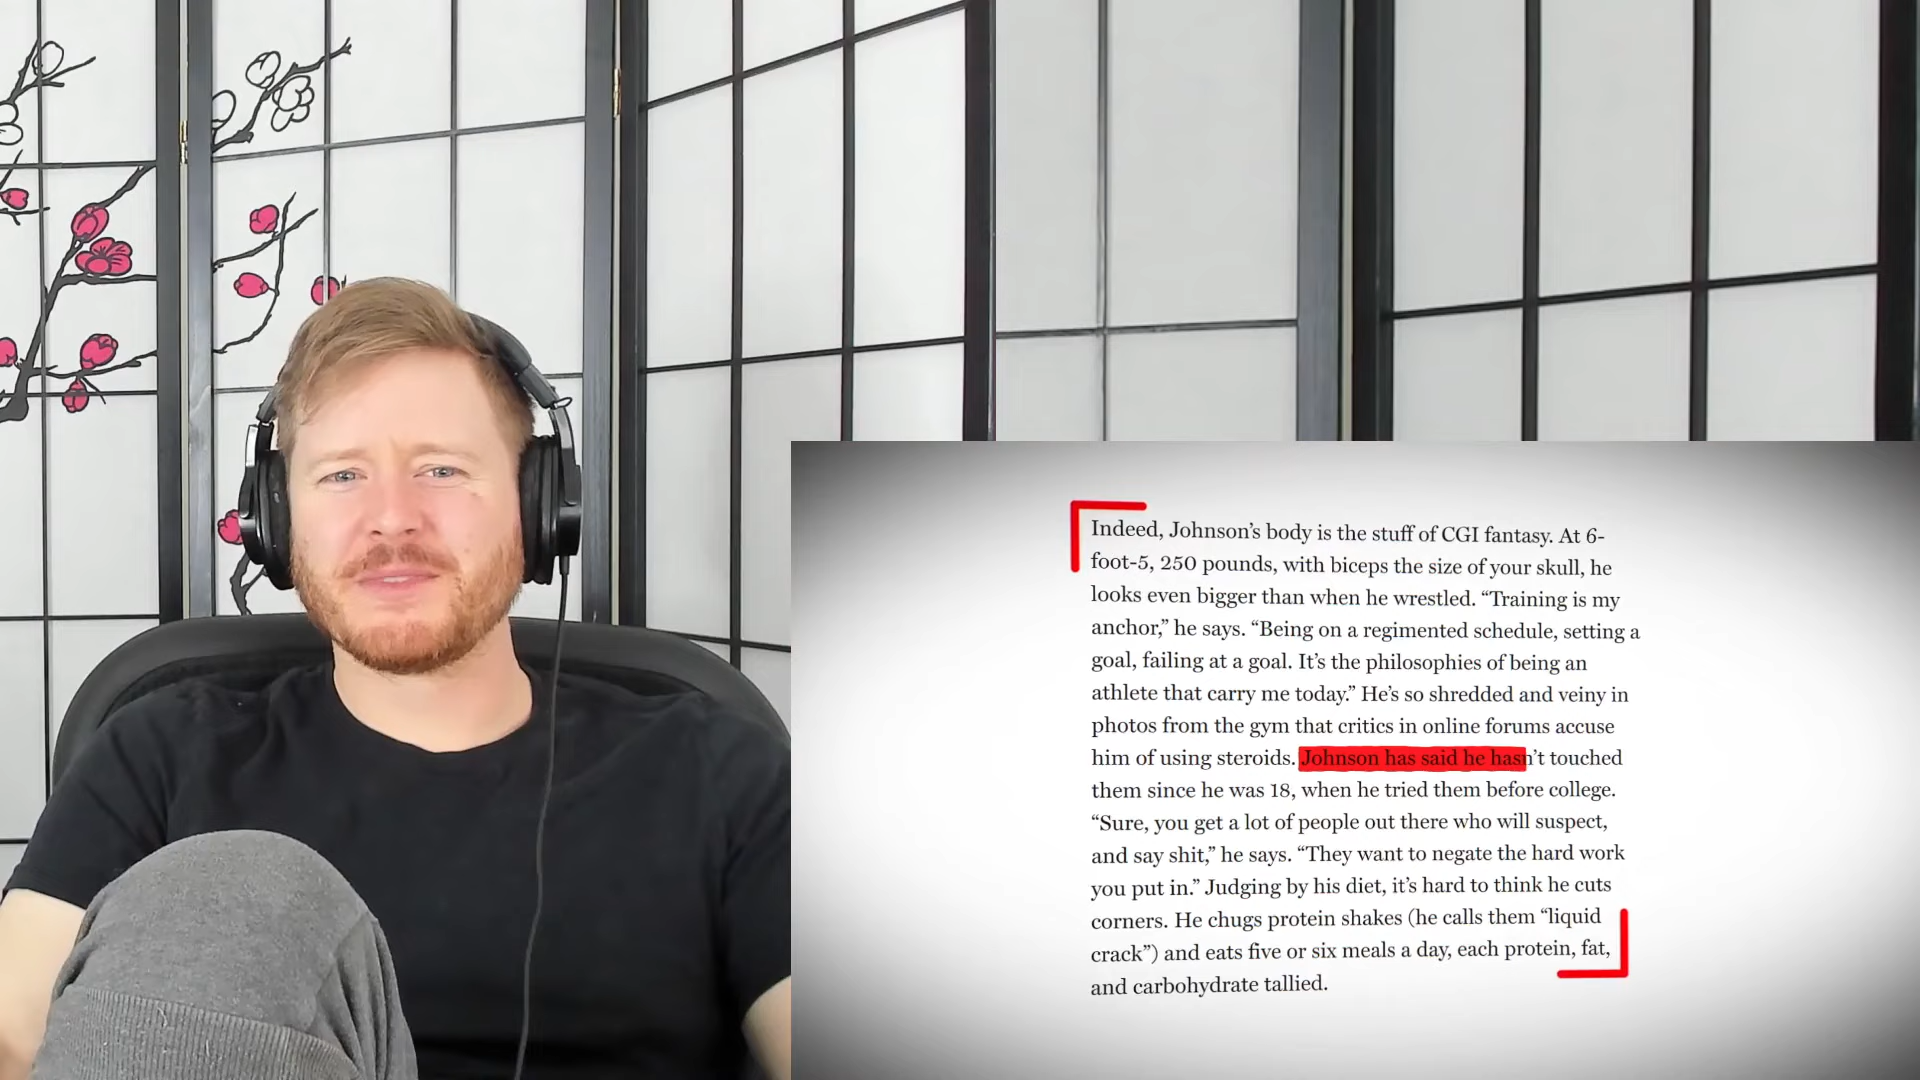 Indeed, Johnson's body is the stuff of CGI fantasy. At 6-
foot-5, 250 pounds, with biceps the size of your skull, he
looks even bigger than when he wrestled. “Training is my
anchor,” he says. “Being on a regimented schedule, setting a
goal, failing at a goal. It's the philosophies of being an
athlete that carry me today.” He's so shredded and veiny in
photos from the gym that critics in online forums accuse
him of using steroids. Johnson has said he hasn't touched
them since he was 18, when he tried them before college.
“Sure, you get a lot of people out there who will suspect,
and say shit,” he says. “They want to negate the hard work
you put in.” Judging by his diet, it's hard to think he cuts
corners. He chugs protein shakes (he calls them “liquid
crack”) and eats five or six meals a day, each protein, fat,
and carbohydrate tallied.